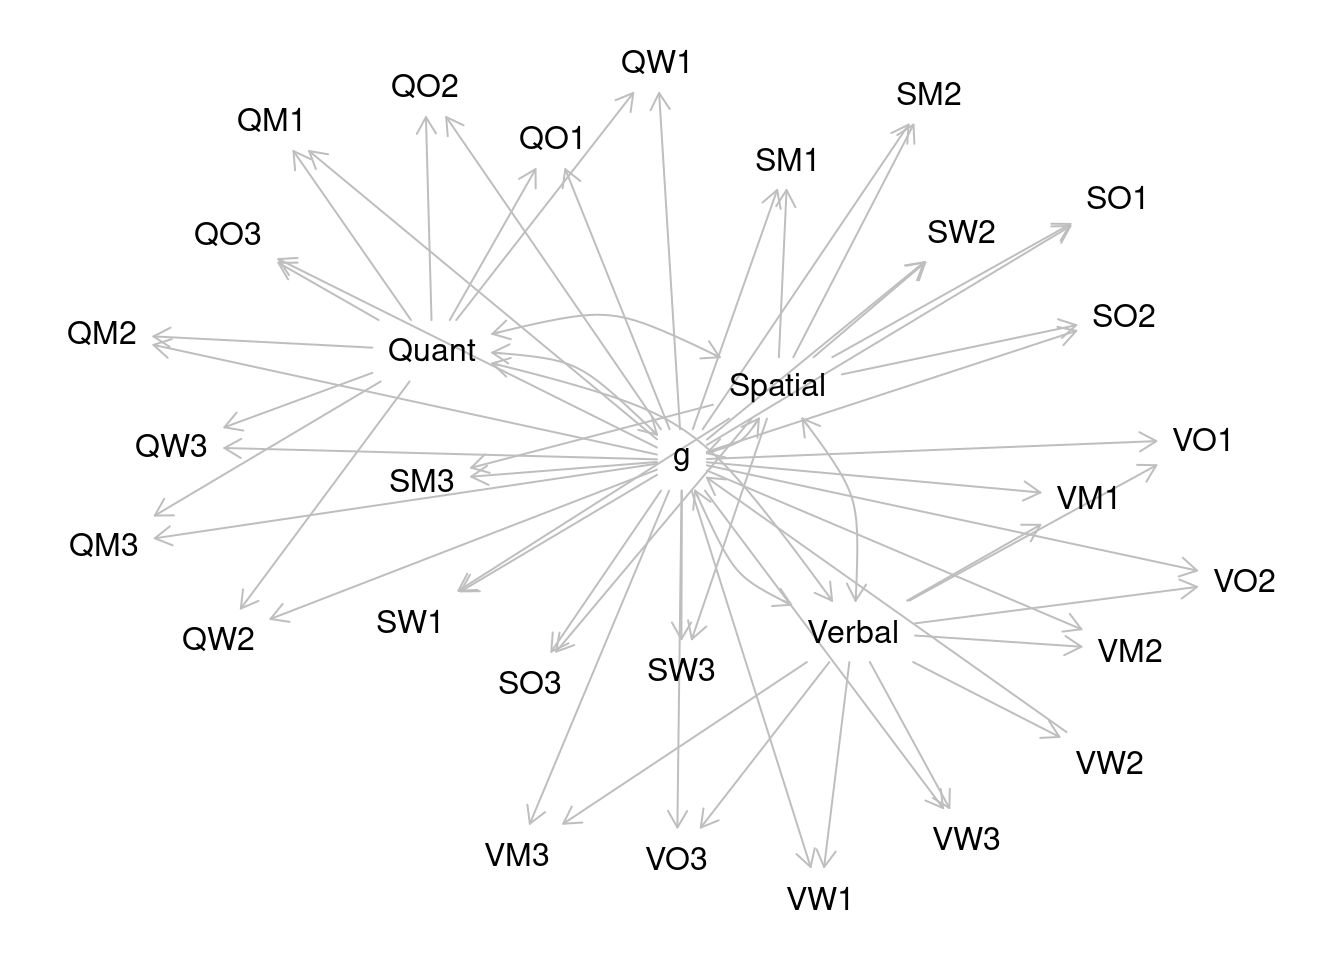 QW1
QO2
SM2
QM1
QO1
SM1
SO1
QO3
SW2
SO2
QM2
Quant
Spatial
VO1
QW3
g
SM3
VM1
QM3
VO2
SW1
Verbal
QW2
VM2
SW3
SO3
VW2
VW3
VM3
VO3
VW1